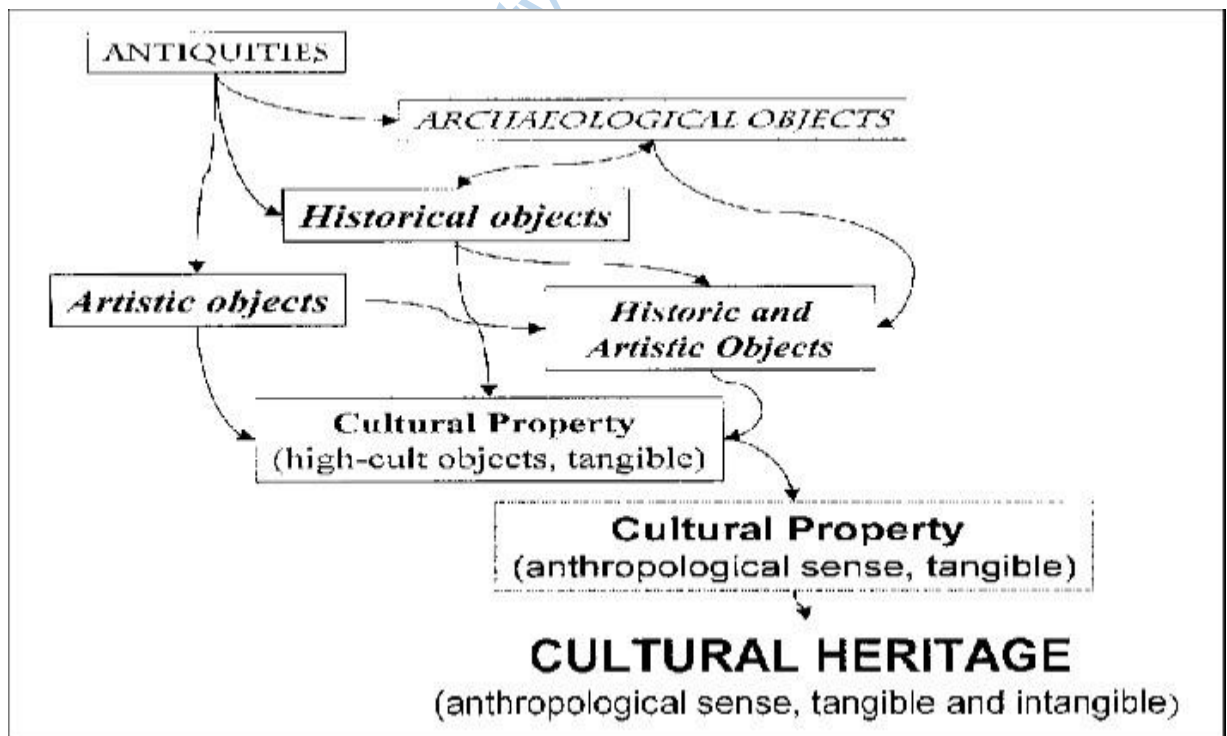 ANTIQUITIES
ARCHAEOLOGICAL OBJECTS
Historical objects
Artistic objects
Historic and
Artistic Objects
Cultural Property
(high-cult objects, tangible)
Cultural Property
(anthropological sense, tangible)
CULTURAL HERITAGE
(anthropological sense, tangible and intangible)